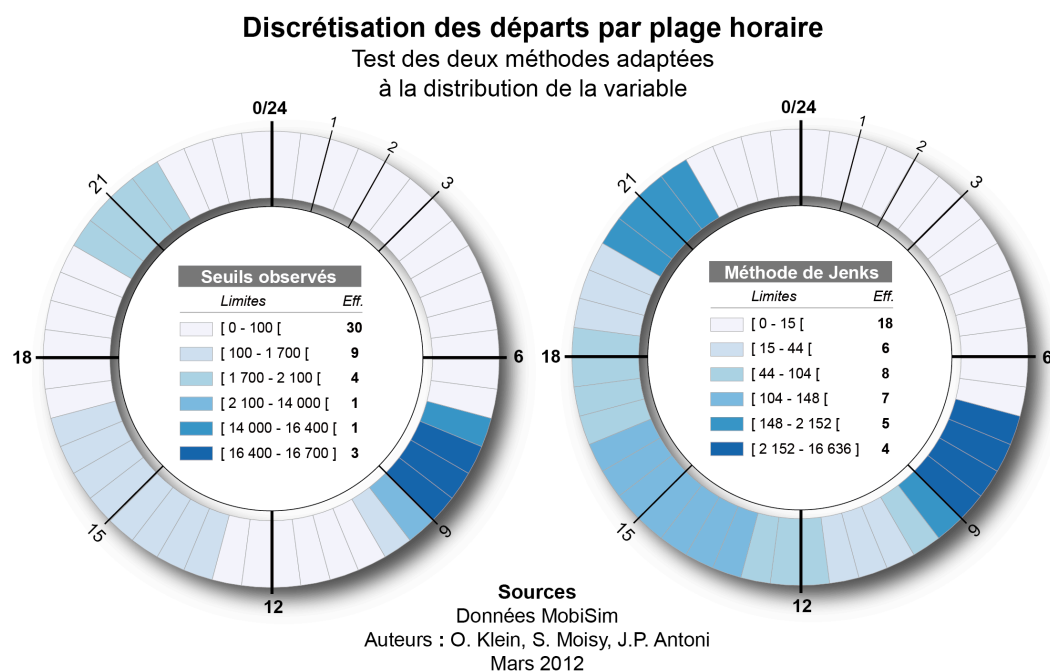 Discrétisation des départs par plage horaire
Test des deux méthodes adaptées
à la distribution de la variable
0/24
1
2
3
6
9
12
15
18
21
Seuils observés
Limites Eff.
[ 0 - 100 [ 30
[ 100 - 1 700 [ 9
[ 1 700 - 2 100 [ 4
[ 2 100 - 14 000 [ 1
[ 14 000 - 16 400 [ 1
[ 16 400 - 16 700 ] 3
0/24
1
2
3
6
9
12
15
18
21
Méthode de Jenks
Limites Eff.
[ 0 - 15 [ 18
[ 15 - 44 [ 6
[ 44 - 104 [ 8
[ 104 - 148 [ 7
[ 148 - 2 152 [ 5
[ 2 152 - 16 636 ] 4
Sources
Données MobiSim
Auteurs : O. Klein, S. Moisy, J.P. Antoni
Mars 2012